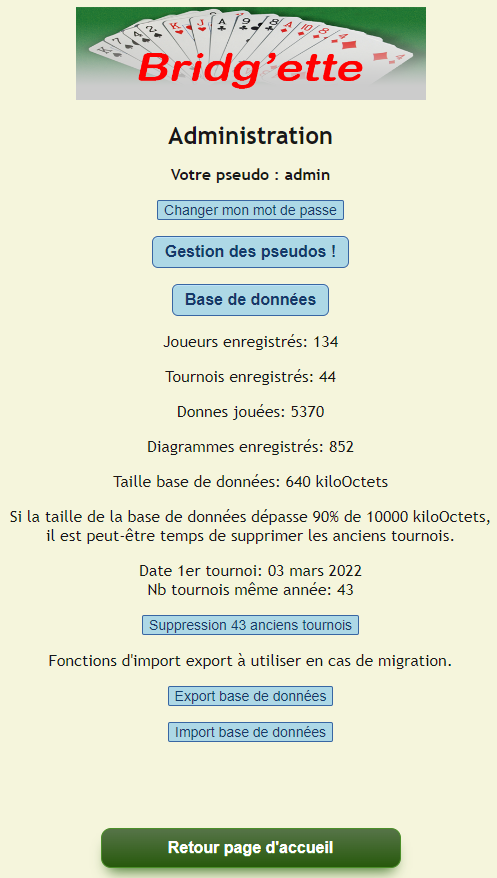 Bridg’ette
Administration
Votre pseudo : admin
Changer mon mot de passe
Gestion des pseudos !
Base de données
Joueurs enregistrés: 134
Tournois enregistrés: 44
Donnes jouées: 5370
Diagrammes enregistrés: 852
Taille base de données: 640 kiloOctets
Si la taille de la base de données dépasse 90% de 10000 kiloOctets,
il est peut-être temps de supprimer les anciens tournois.
Date 1er tournoi: 03 mars 2022
Nb tournois même année: 43
Suppression 43 anciens tournois
Fonctions d'import export à utiliser en cas de migration.
Export base de données
Import base de données
Retour page d'accueil